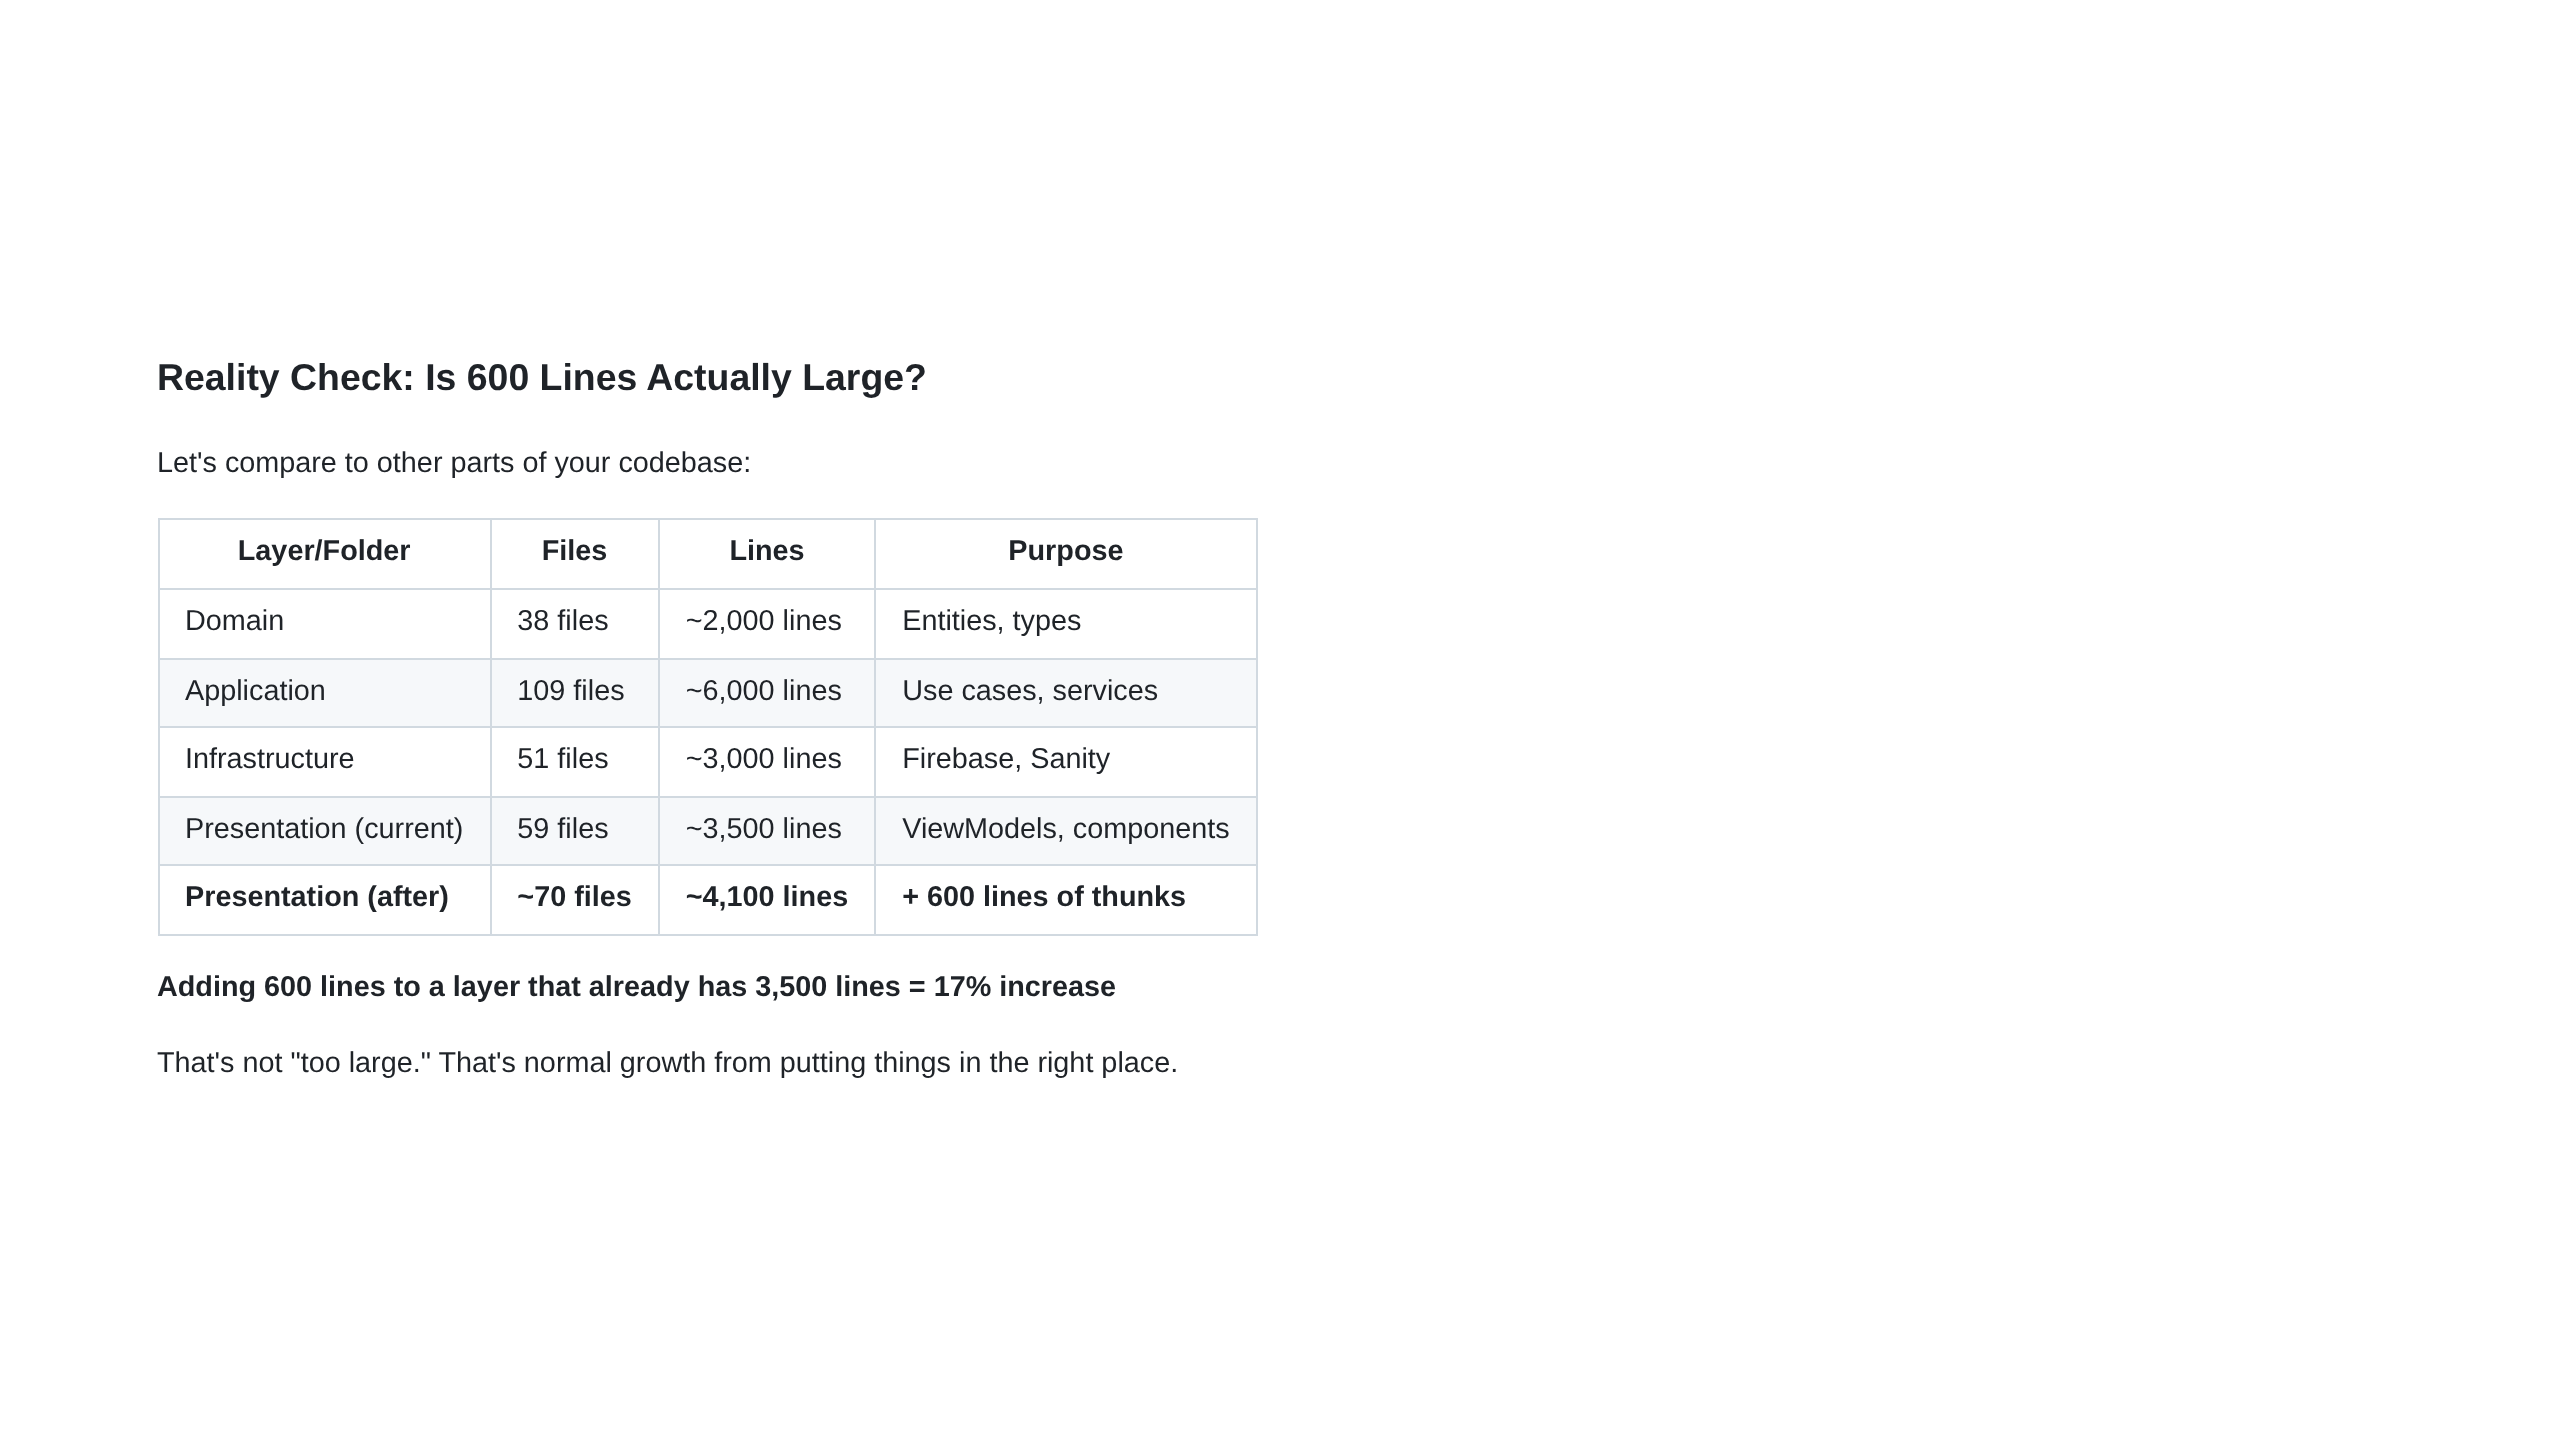 Reality Check: Is 600 Lines Actually Large?
Let's compare to other parts of your codebase:
Layer/Folder Files Lines Purpose
Domain 38 files ~2,000 lines Entities, types
Application 109 files ~6,000 lines Use cases, services
Infrastructure 51 files ~3,000 lines Firebase, Sanity
Presentation (current) 59 files ~3,500 lines ViewModels, components
Presentation (after) ~70 files ~4,100 lines + 600 lines of thunks
Adding 600 lines to a layer that already has 3,500 lines = 17% increase
That's not "too large." That's normal growth from putting things in the right place.